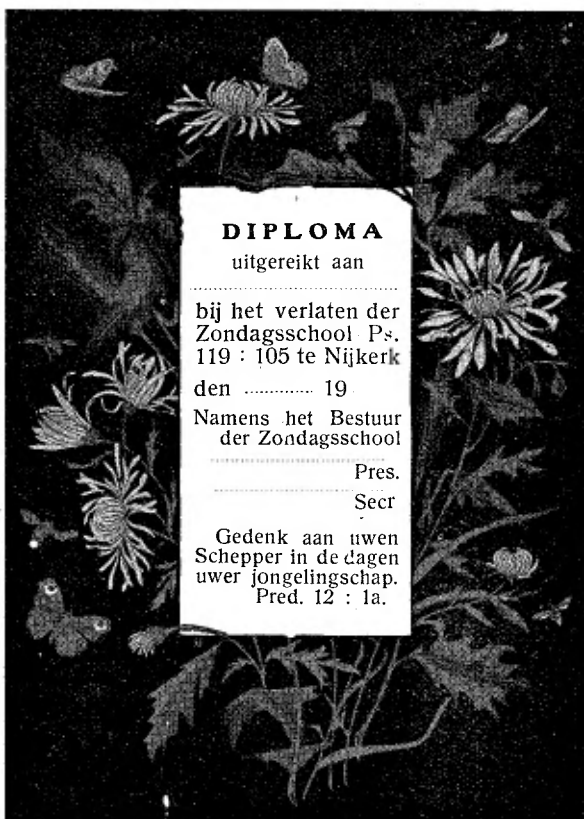 DIPLOMA
uitgereikt aan
bij het verlaten der
Zondagsschool Ps.
119 : 105 te Nijkerk
den ............ 19
Namens het Bestuur
der Zondagsschool
Pres.
Secr
Gedenk aan uwen
Schepper in de dagen
uwer jongelingschap.
Pred. 12 : 1a.